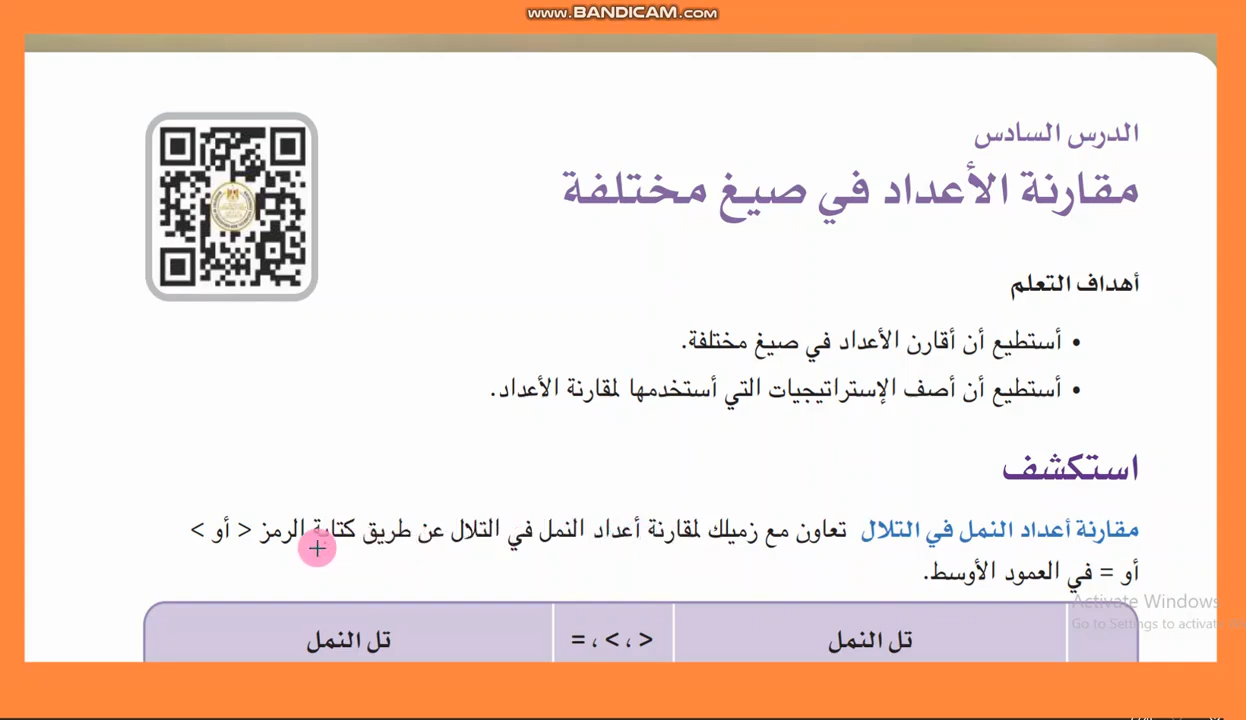 www.BANDICAM.com
الدرس السادس
مقارنة الأعداد في صيغ مختلفة
أهداف التعلم
• أستطيع أن أقارن الأعداد في صيغ مختلفة.
• أستطيع أن أصف الإستراتيجيات التي أستخدمها لمقارنة الأعداد.
استكشف
مقارنة أعداد النمل في التلال تعاون مع زميلك لمقارنة أعداد النمل في التلال عن طريق كتابة الرمز > أو <
أو = في العمود الأوسط.
Activate Windows
Go to Settings to activate
تل النمل <، >، = تل النمل